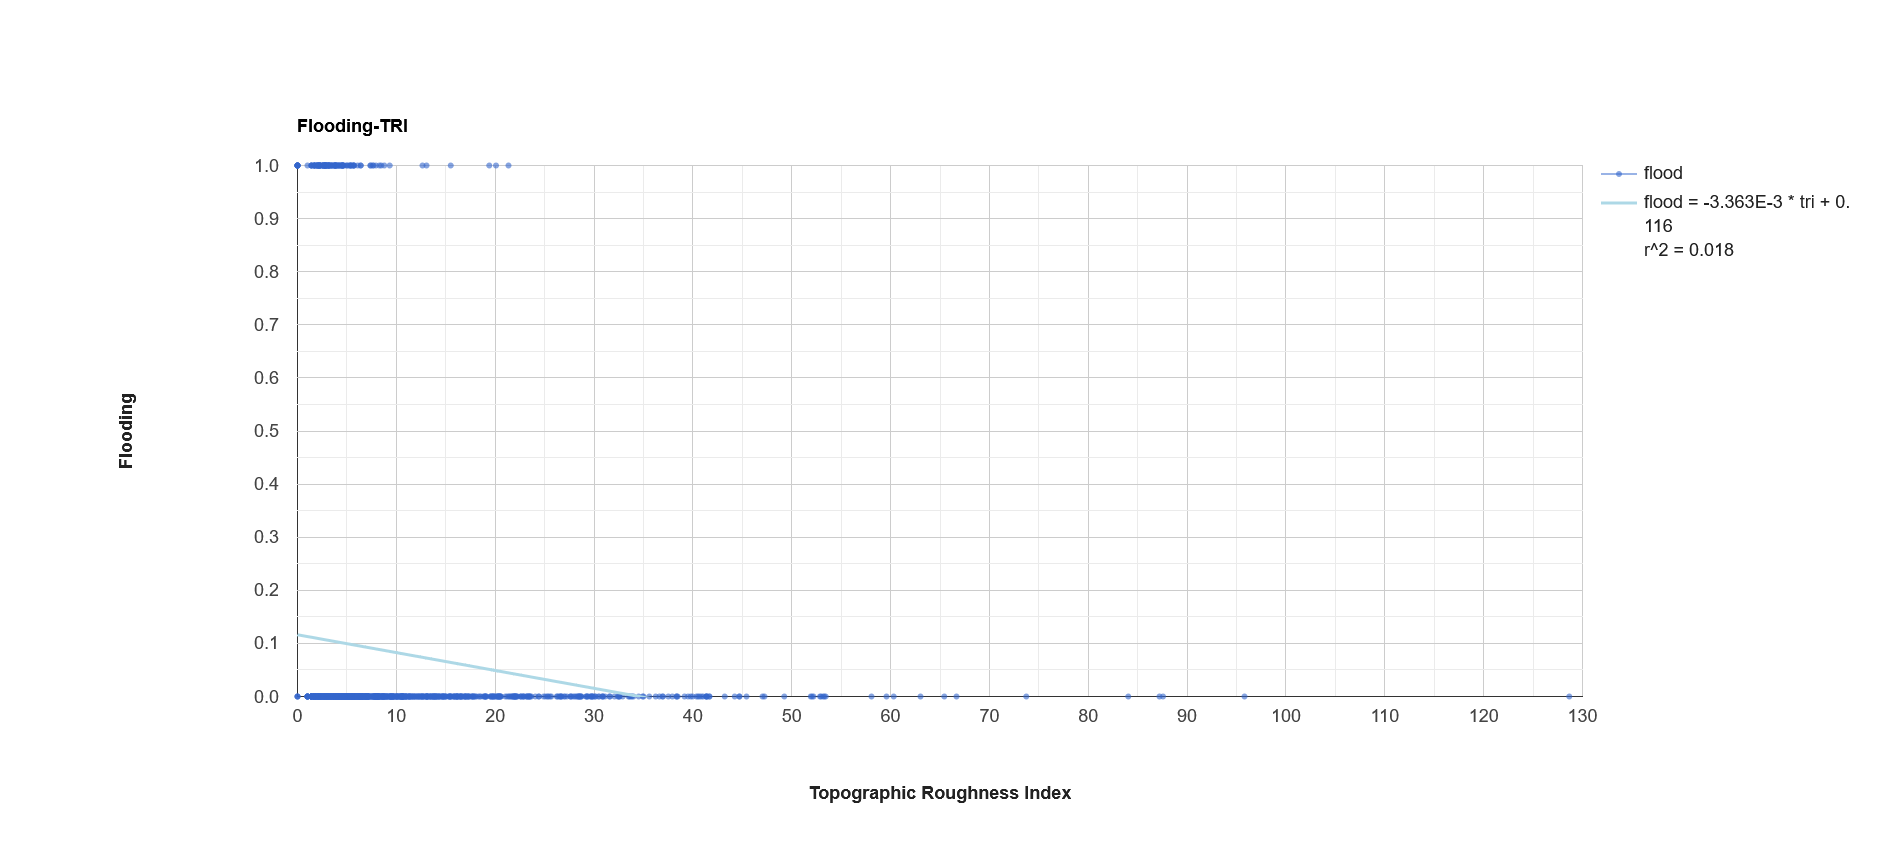 Flooding-TRI
1.0
0.9
0.8
0.7
0.6
0.5
0.4
0.3
0.2
0.1
0.0
Flooding
0 10 20 30 40 50 60 70 80 90 100 110 120 130
Topographic Roughness Index
flood
flood = -3.363E-3 * tri + 0.
116
r^2 = 0.018